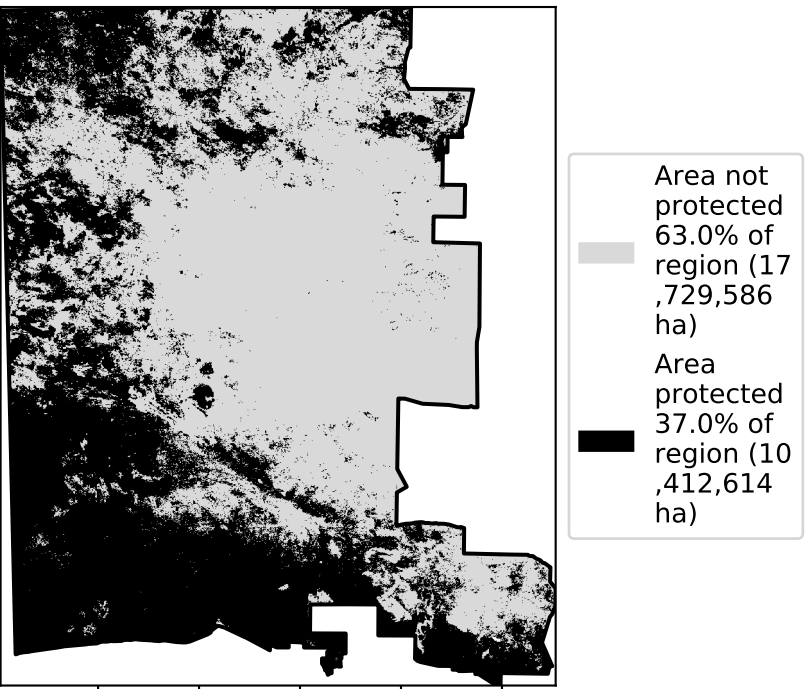 Area not
protected
63.0% of
region (17
,729,586
ha)
Area
protected
37.0% of
region (10
,412,614
ha)